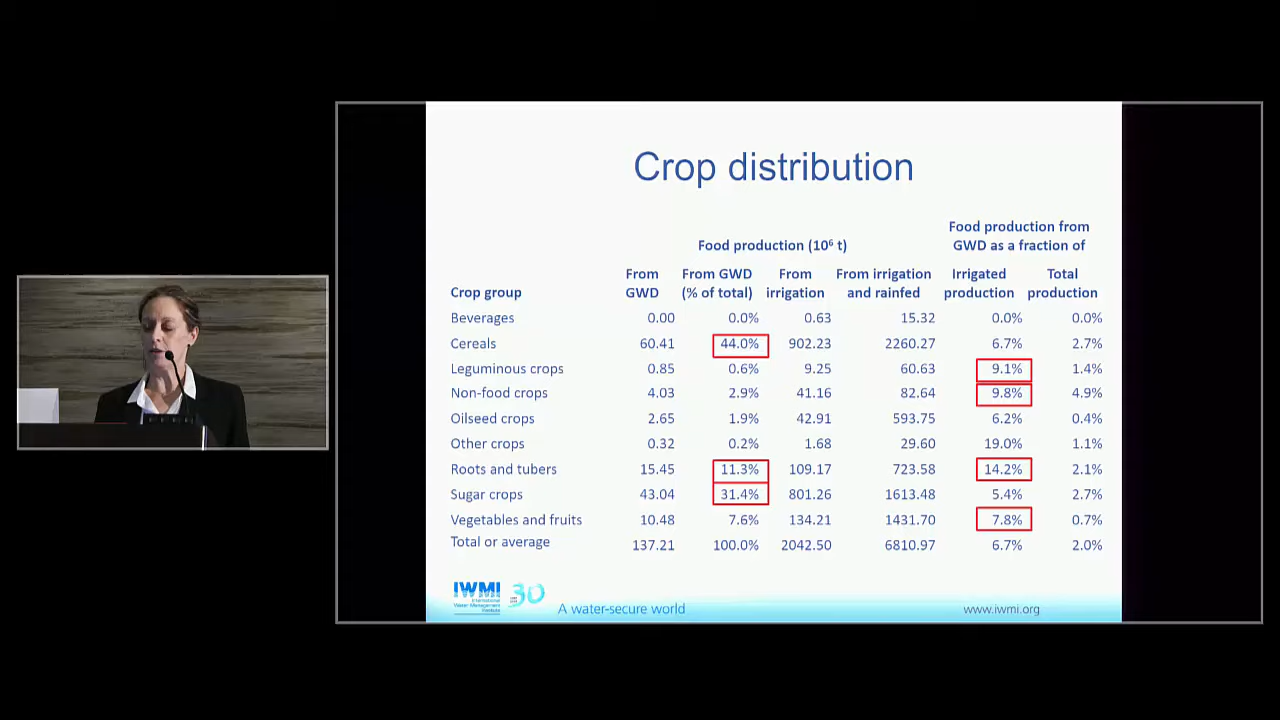 Crop distribution
Food production from
Food production (10⁶ t) GWD as a fraction of
From From GWD From From irrigation Irrigated Total
Crop group GWD (% of total) irrigation and rainfed production production
Beverages 0.00 0.0% 0.63 15.32 0.0% 0.0%
Cereals 60.41 44.0% 902.23 2260.27 6.7% 2.7%
Leguminous crops 0.85 0.6% 9.25 60.63 9.1% 1.4%
Non-food crops 4.03 2.9% 41.16 82.64 9.8% 4.9%
Oilseed crops 2.65 1.9% 42.91 593.75 6.2% 0.4%
Other crops 0.32 0.2% 1.68 29.60 19.0% 1.1%
Roots and tubers 15.45 11.3% 109.17 723.58 14.2% 2.1%
Sugar crops 43.04 31.4% 801.26 1613.48 5.4% 2.7%
Vegetables and fruits 10.48 7.6% 134.21 1431.70 7.8% 0.7%
Total or average 137.21 100.0% 2042.50 6810.97 6.7% 2.0%
IWMI
International
Water Management
Institute
30
A water-secure world
www.iwmi.org